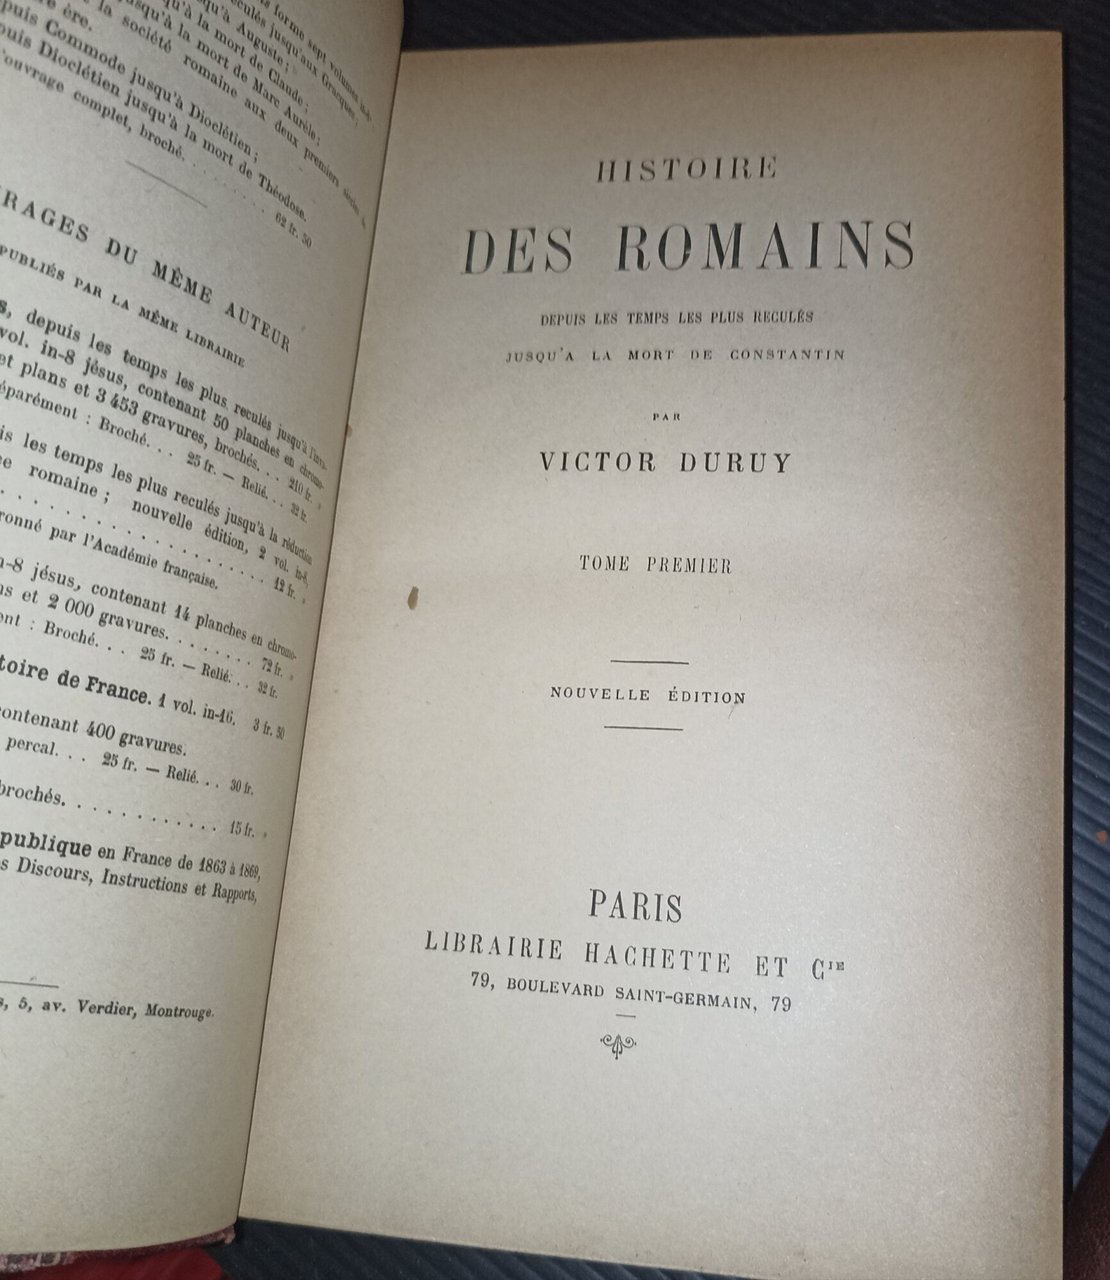 forme sept volumes
reculés jusqu'aux Gracques;
jusqu'à Auguste;
jusqu'à la mort de Claude;
jusqu'à la mort de Marc Aurèle;
la société romaine aux deux premiers siècles
ère.
Commode jusqu'à Dioclétien;
Dioclétien jusqu'à la mort de Théodose.
ouvrage complet, broché. . . . . . . 62 fr. 50
DU MÊME AUTEUR
PUBLIÉS PAR LA MÊME LIBRAIRIE
depuis les temps les plus reculés jusqu'à
vol. in-8 jésus, contenant 50 planches en chromo-
et plans et 3 453 gravures, brochés. . . 210 fr. »
Broché. . . 25 fr. — Relié. . . 32 fr.
les temps les plus reculés jusqu'à la réduction
romaine; nouvelle édition, 2 vol. in-8,
12 fr. »
par l'Académie française.
in-8 jésus, contenant 14 planches en chromo-
et 2 000 gravures. . . . . . . . 72 fr. »
: Broché. . . 25 fr. — Relié. . . 32 fr.
de France. 1 vol. in-16. 3 fr. 50
contenant 400 gravures.
percal. . . 25 fr. — Relié. . . 30 fr.
brochés. . . . . . . . . . . . . 15 fr. »
en France de 1863 à 1869,
Discours, Instructions et Rapports,
5, av. Verdier, Montrouge.
HISTOIRE
DES ROMAINS
DEPUIS LES TEMPS LES PLUS RECULÉS
JUSQU'A LA MORT DE CONSTANTIN
PAR
VICTOR DURUY
TOME PREMIER
NOUVELLE ÉDITION
PARIS
LIBRAIRIE HACHETTE ET CIE
79, BOULEVARD SAINT-GERMAIN, 79